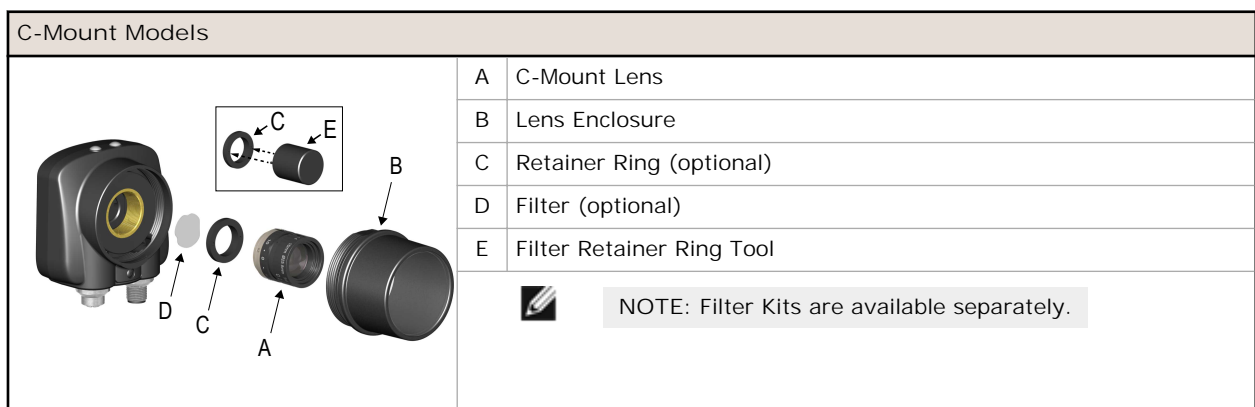 C-Mount Models
C
E
B
D
C
A
A C-Mount Lens
B Lens Enclosure
C Retainer Ring (optional)
D Filter (optional)
E Filter Retainer Ring Tool
NOTE: Filter Kits are available separately.